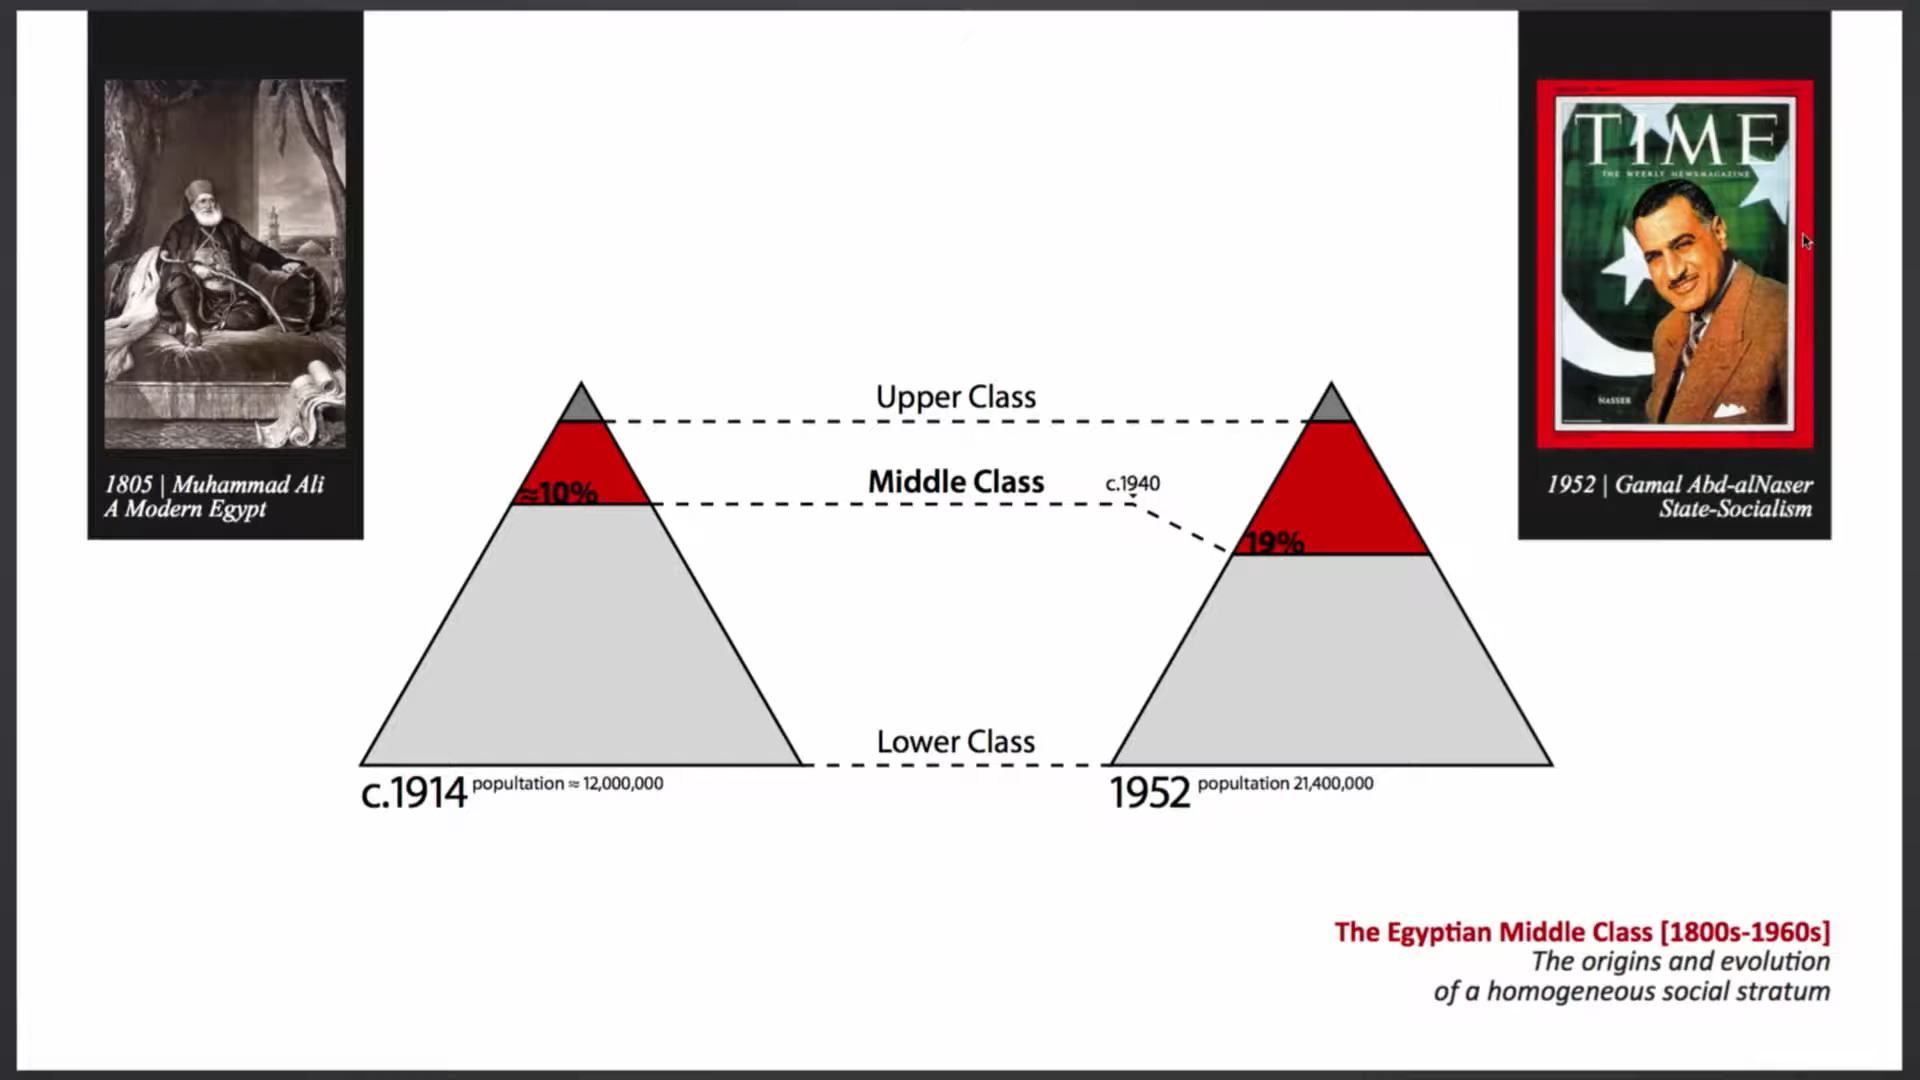 1805 | Muhammad Ali
A Modern Egypt
TIME
THE WEEKLY NEWSMAGAZINE
NASSER
1952 | Gamal Abd-alNaser
State-Socialism
Upper Class
Middle Class
c.1940
≈10%
19%
Lower Class
c.1914 popultation ≈ 12,000,000
1952 popultation 21,400,000
The Egyptian Middle Class [1800s-1960s]
The origins and evolution
of a homogeneous social stratum